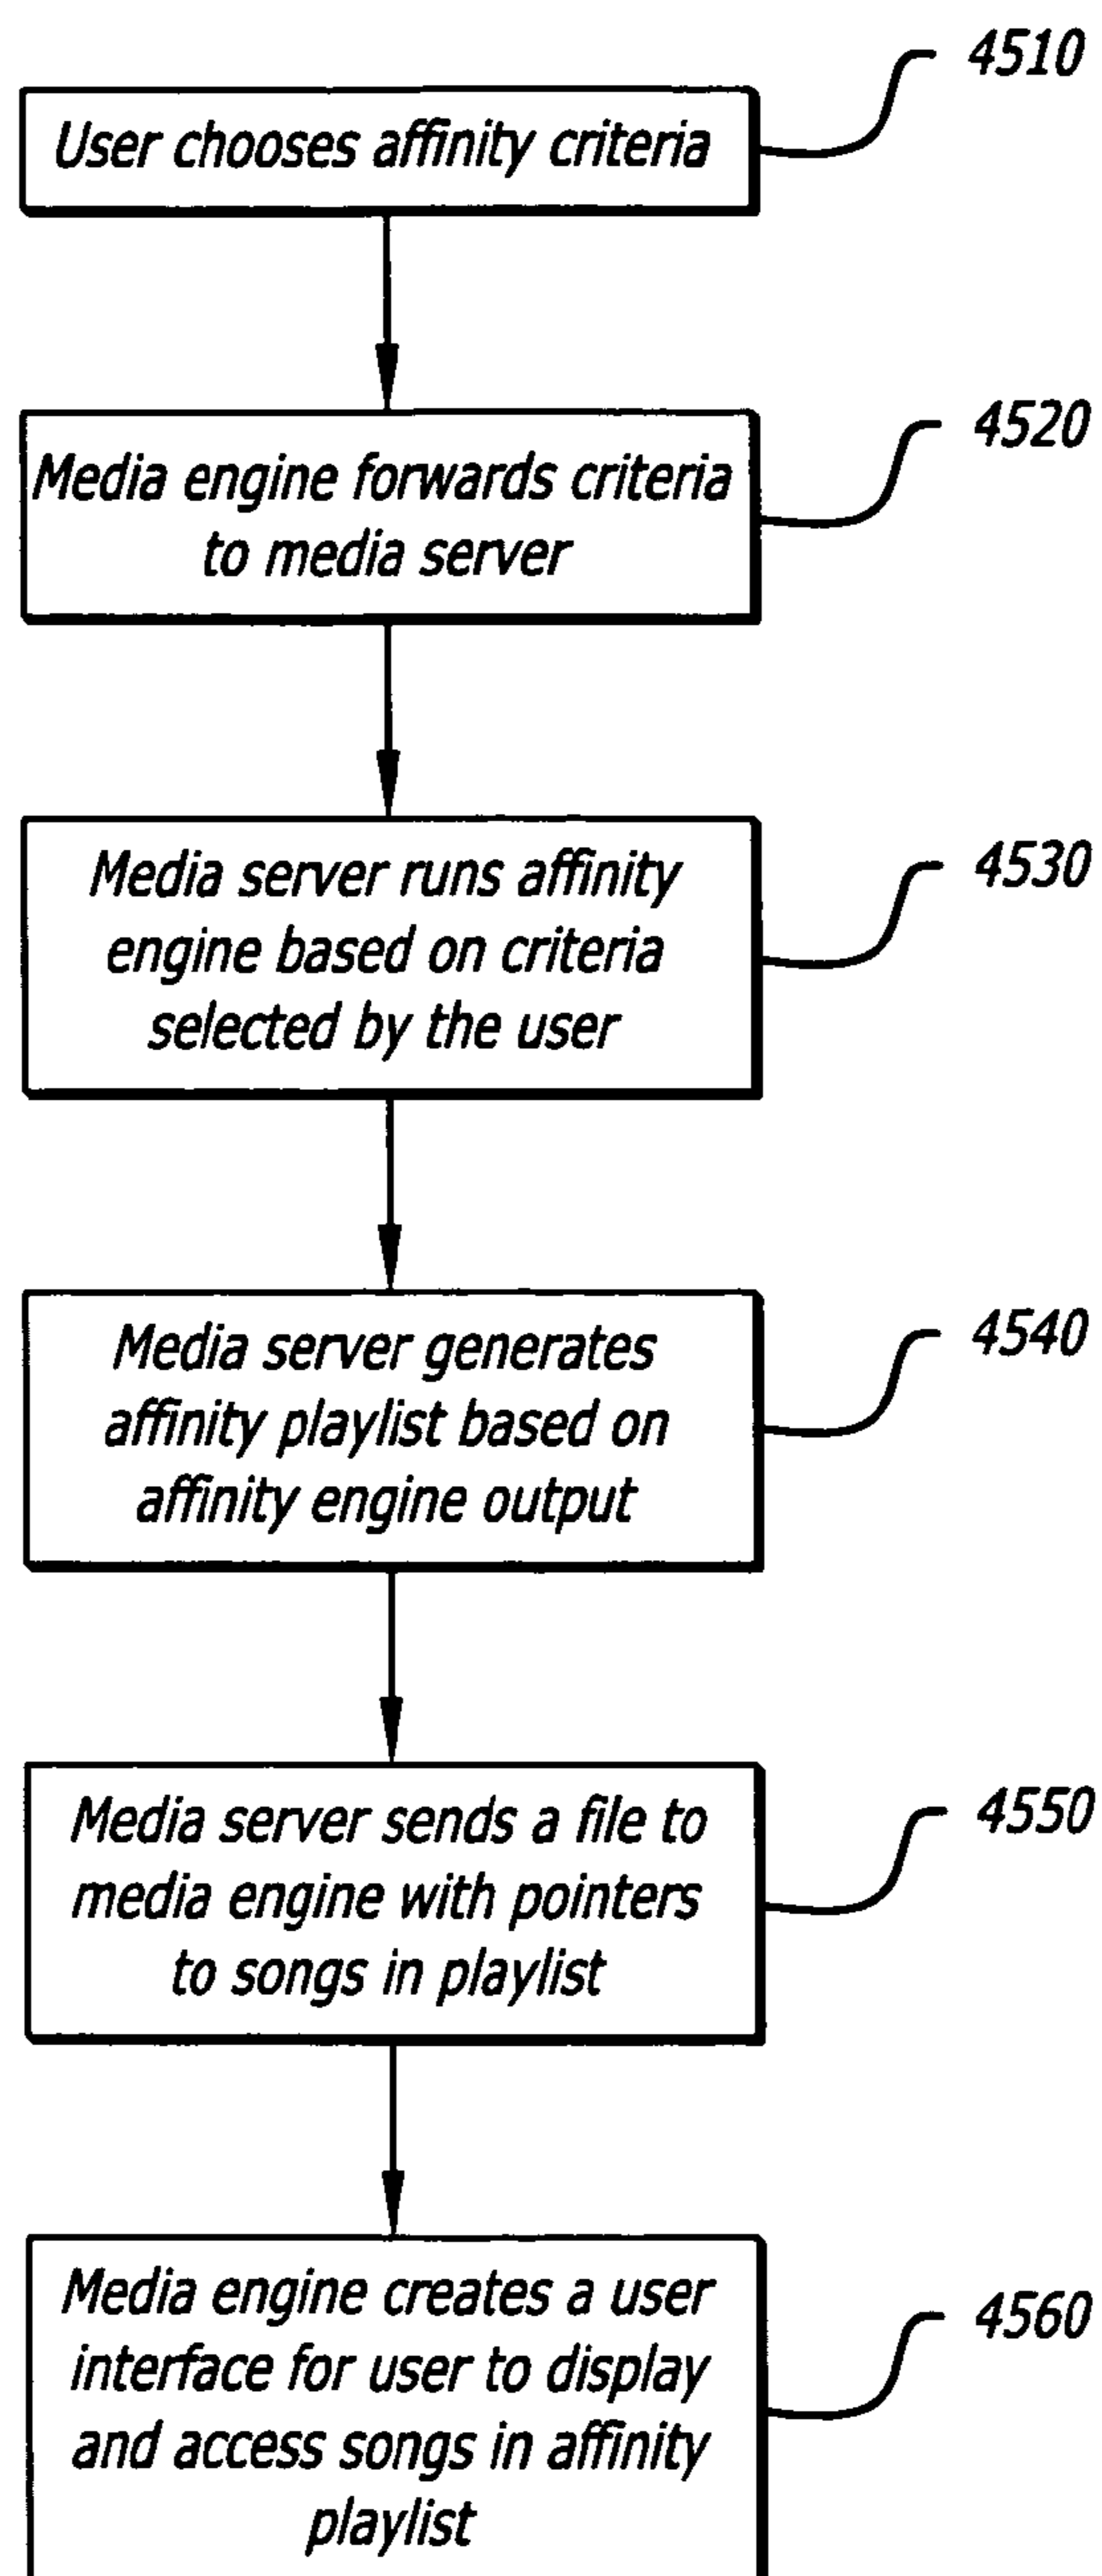 4510
User chooses affinity criteria
4520
Media engine forwards criteria
to media server
4530
Media server runs affinity
engine based on criteria
selected by the user
4540
Media server generates
affinity playlist based on
affinity engine output
4550
Media server sends a file to
media engine with pointers
to songs in playlist
4560
Media engine creates a user
interface for user to display
and access songs in affinity
playlist